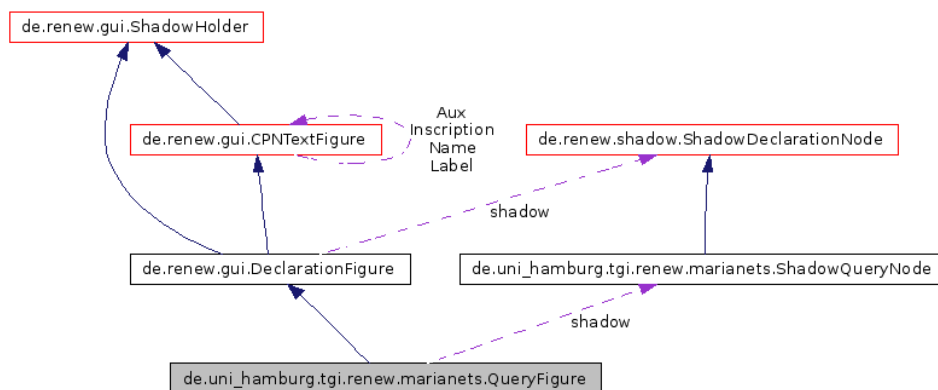 de.renew.gui.ShadowHolder
Aux
Inscription
Name
Label
de.renew.gui.CPNTextFigure
de.renew.shadow.ShadowDeclarationNode
shadow
de.renew.gui.DeclarationFigure
de.uni_hamburg.tgi.renew.marianets.ShadowQueryNode
shadow
de.uni_hamburg.tgi.renew.marianets.QueryFigure